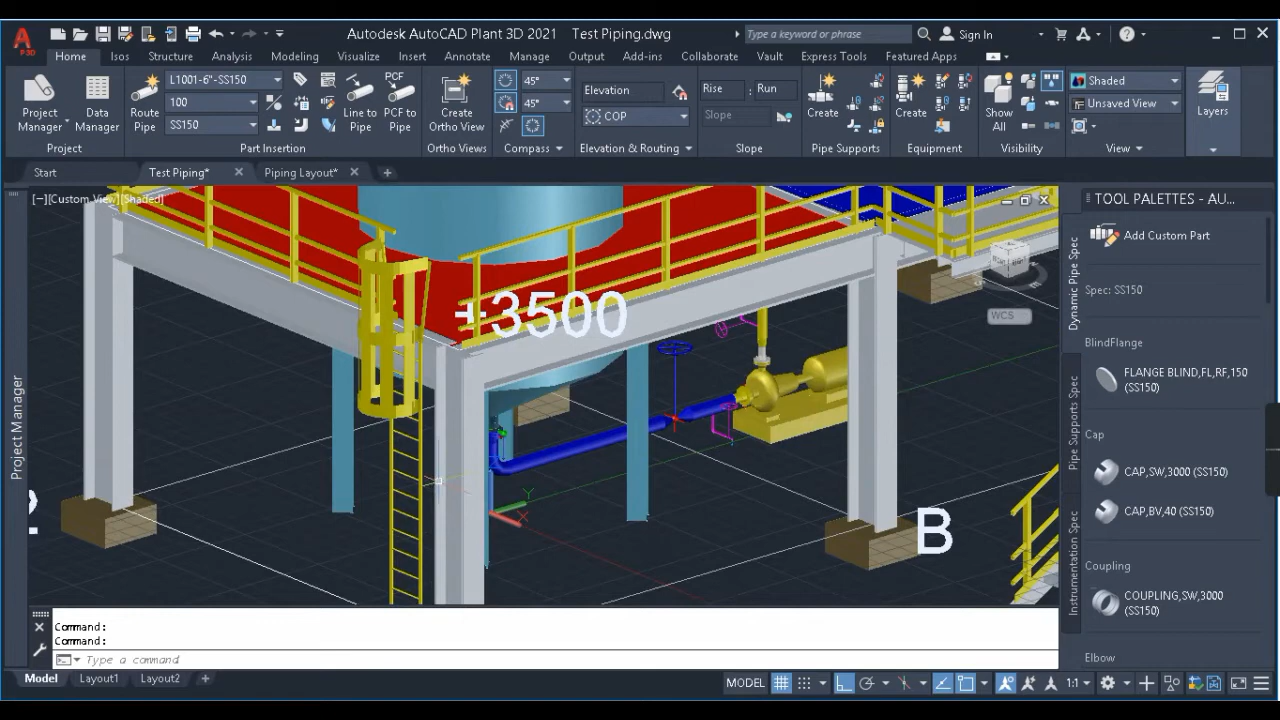 Autodesk AutoCAD Plant 3D 2021 Test Piping.dwg
Type a keyword or phrase
Sign In
P3D
Home Isos Structure Analysis Modeling Visualize Insert Annotate Manage Output Add-ins Collaborate Vault Express Tools Featured Apps
Project Manager
Data Manager
Project
Route Pipe
L1001-6"-SS150
100
SS150
Line to Pipe
PCF to Pipe
Part Insertion
Create Ortho View
Ortho Views
45°
45°
Compass
Elevation
COP
Elevation & Routing
Rise : Run
Slope
Slope
Create
Pipe Supports
Create
Equipment
Show All
Visibility
Shaded
Unsaved View
View
Layers
Start
Test Piping*
Piping Layout*
[−][Custom View][Shaded]
+3500
B
Y
X
WCS
Project Manager
TOOL PALETTES - AU...
Dynamic Pipe Spec
Pipe Supports Spec
Instrumentation Spec
Add Custom Part
Spec: SS150
BlindFlange
FLANGE BLIND,FL,RF,150
(SS150)
Cap
CAP,SW,3000 (SS150)
CAP,BV,40 (SS150)
Coupling
COUPLING,SW,3000
(SS150)
Elbow
Command:
Command:
Type a command
Model Layout1 Layout2
MODEL
1:1